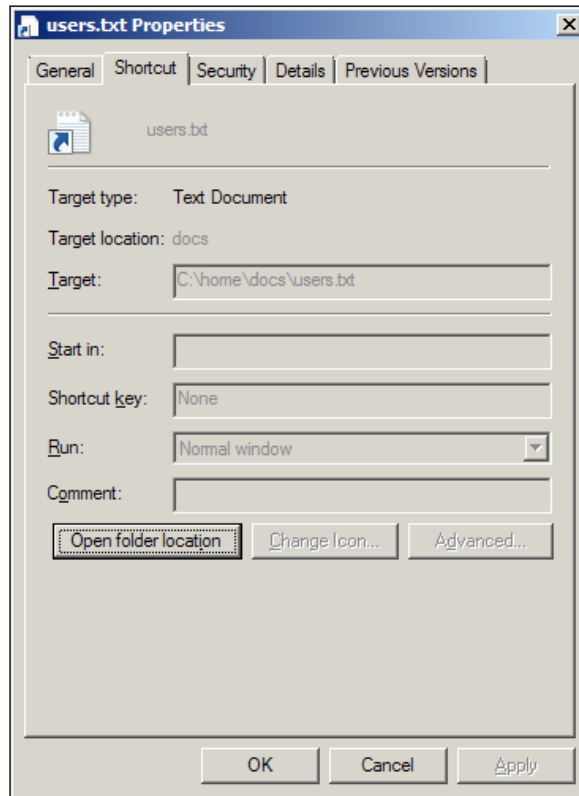 users.txt Properties
General Shortcut Security Details Previous Versions
users.txt
Target type: Text Document
Target location: docs
Target: C:\home\docs\users.txt
Start in:
Shortcut key: None
Run: Normal window
Comment:
Open folder location Change Icon... Advanced...
OK Cancel Apply